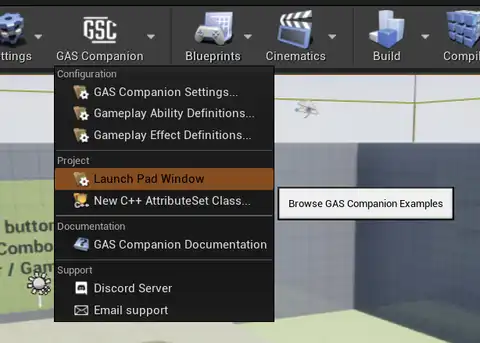 ttings
GSC
GAS Companion
Blueprints
Cinematics
Build
Compil
Configuration
GAS Companion Settings...
Gameplay Ability Definitions...
Gameplay Effect Definitions...
Project
Launch Pad Window
New C++ AttributeSet Class...
Browse GAS Companion Examples
Documentation
GAS Companion Documentation
Support
Discord Server
Email support
button
Combo
r / Gam